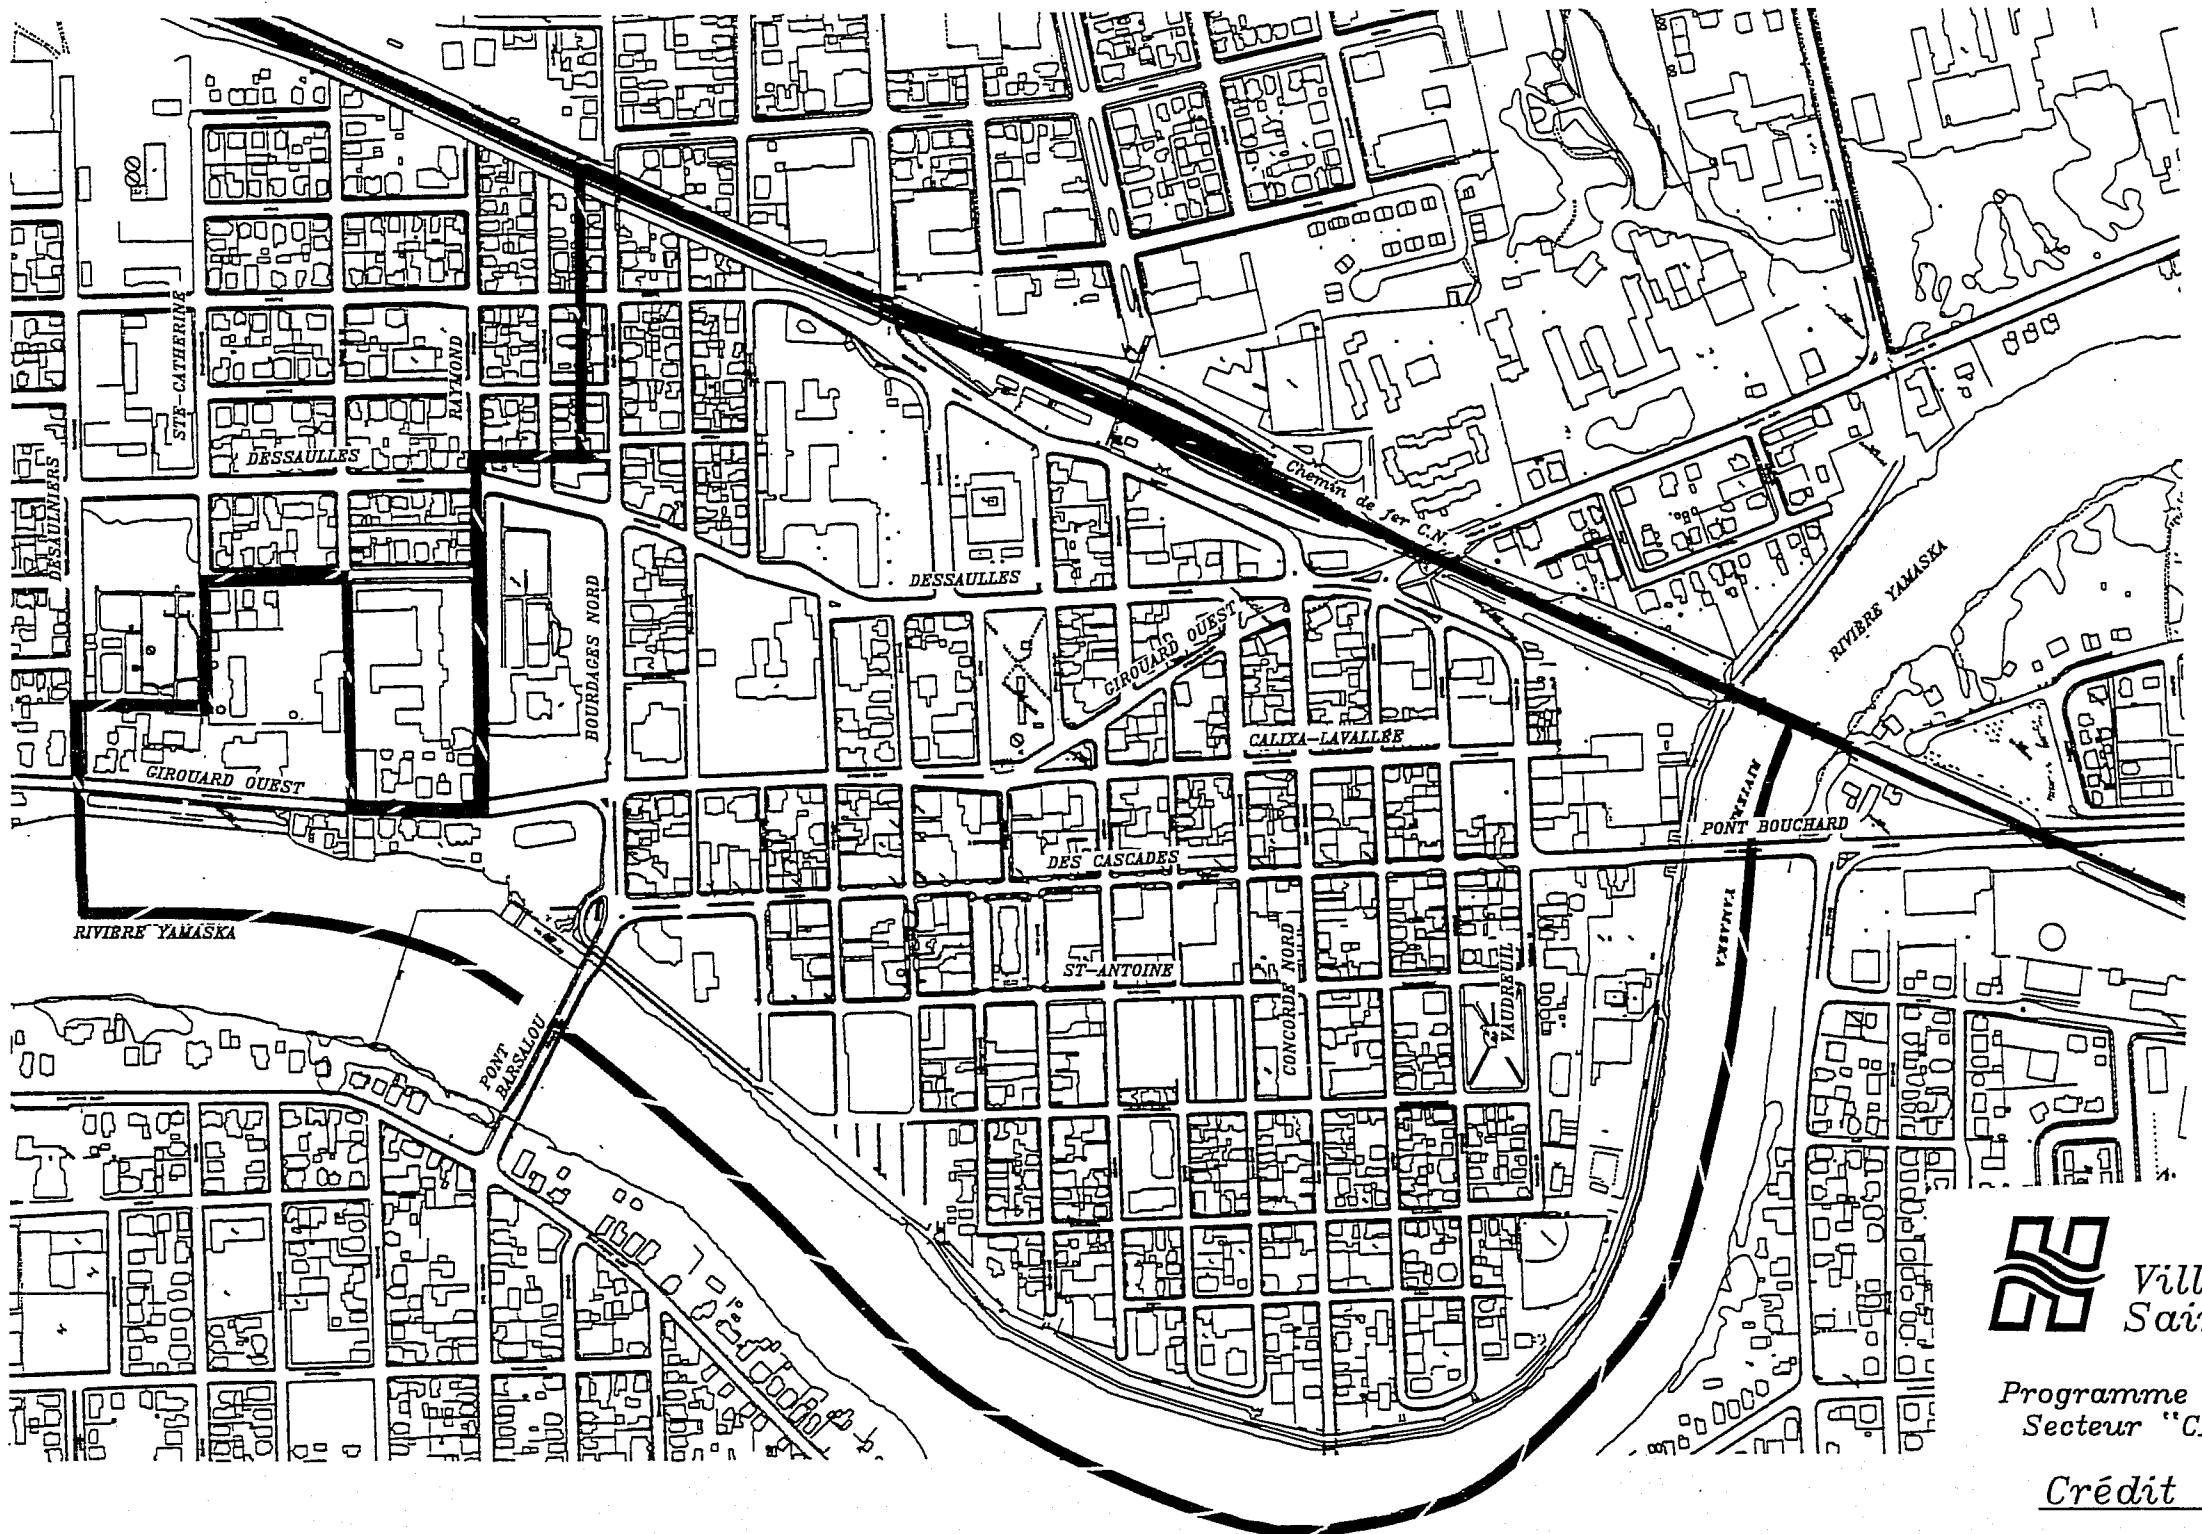 STE-CATHERINE
RAYMOND
DESSAULLES
DESAULNIERS
Chemin de fer C.N.
DESSAULLES
BOURDAGES NORD
GIROUARD OUEST
RIVIERE YAMASKA
CALIXA-LAVALLÉE
GIROUARD OUEST
RIVIERE
PONT BOUCHARD
DES CASCADES
YAMASKA
RIVIERE YAMASKA
ST-ANTOINE
CONCORDE NORD
VAUDREUIL
PONT
BARSALOU
Vill
Sai
Programme
Secteur "C
Crédit